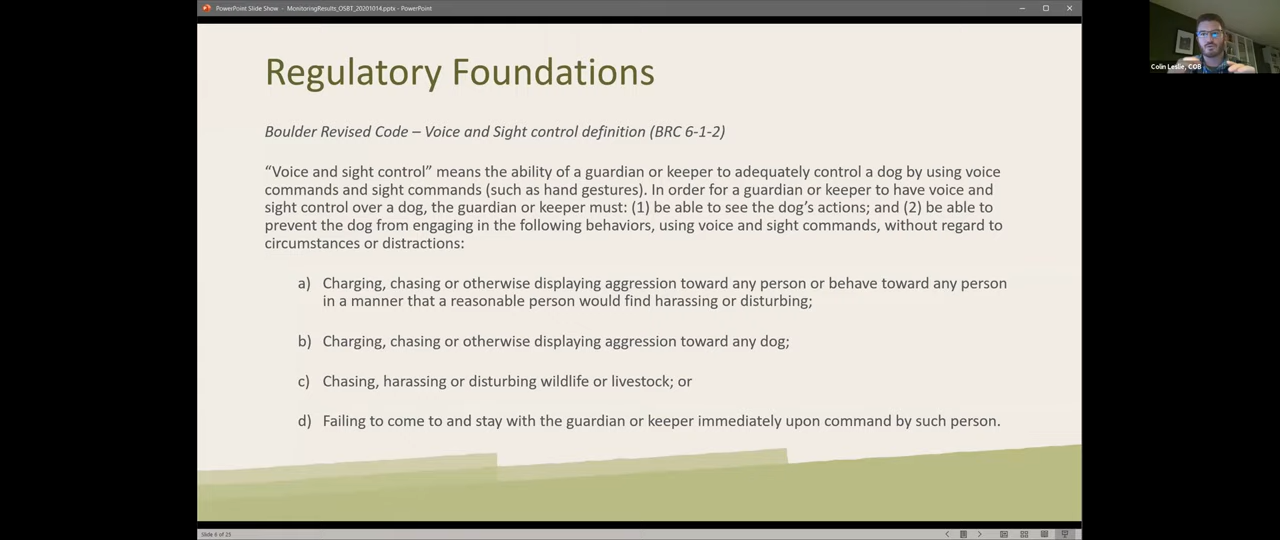 PowerPoint Slide Show - MonitoringResults_OSBT_20201014.pptx - PowerPoint
Colin Leslie, COB
Regulatory Foundations
Boulder Revised Code – Voice and Sight control definition (BRC 6-1-2)
“Voice and sight control” means the ability of a guardian or keeper to adequately control a dog by using voice
commands and sight commands (such as hand gestures). In order for a guardian or keeper to have voice and
sight control over a dog, the guardian or keeper must: (1) be able to see the dog’s actions; and (2) be able to
prevent the dog from engaging in the following behaviors, using voice and sight commands, without regard to
circumstances or distractions:
a) Charging, chasing or otherwise displaying aggression toward any person or behave toward any person
in a manner that a reasonable person would find harassing or disturbing;
b) Charging, chasing or otherwise displaying aggression toward any dog;
c) Chasing, harassing or disturbing wildlife or livestock; or
d) Failing to come to and stay with the guardian or keeper immediately upon command by such person.
Slide 6 of 25